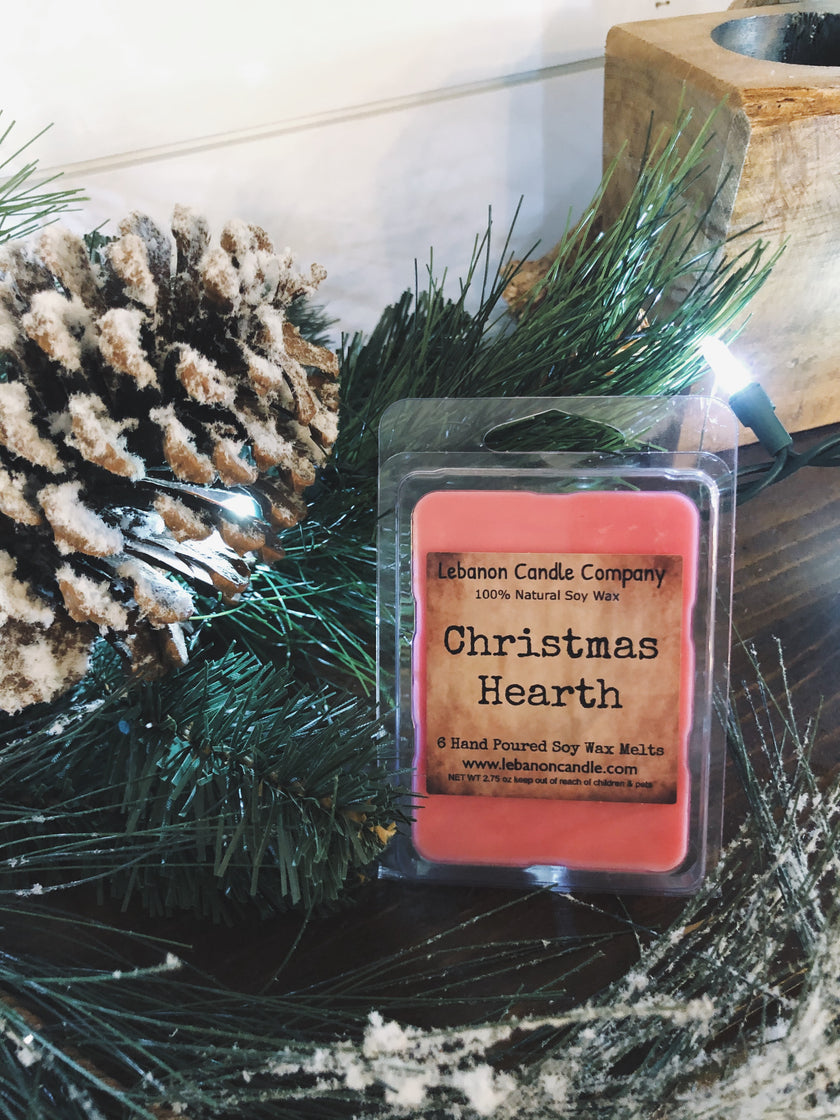 Lebanon Candle Company
100% Natural Soy Wax
Christmas
Hearth
6 Hand Poured Soy Wax Melts
www.lebanoncandle.com
NET WT 2.75 oz keep out of reach of children & pets